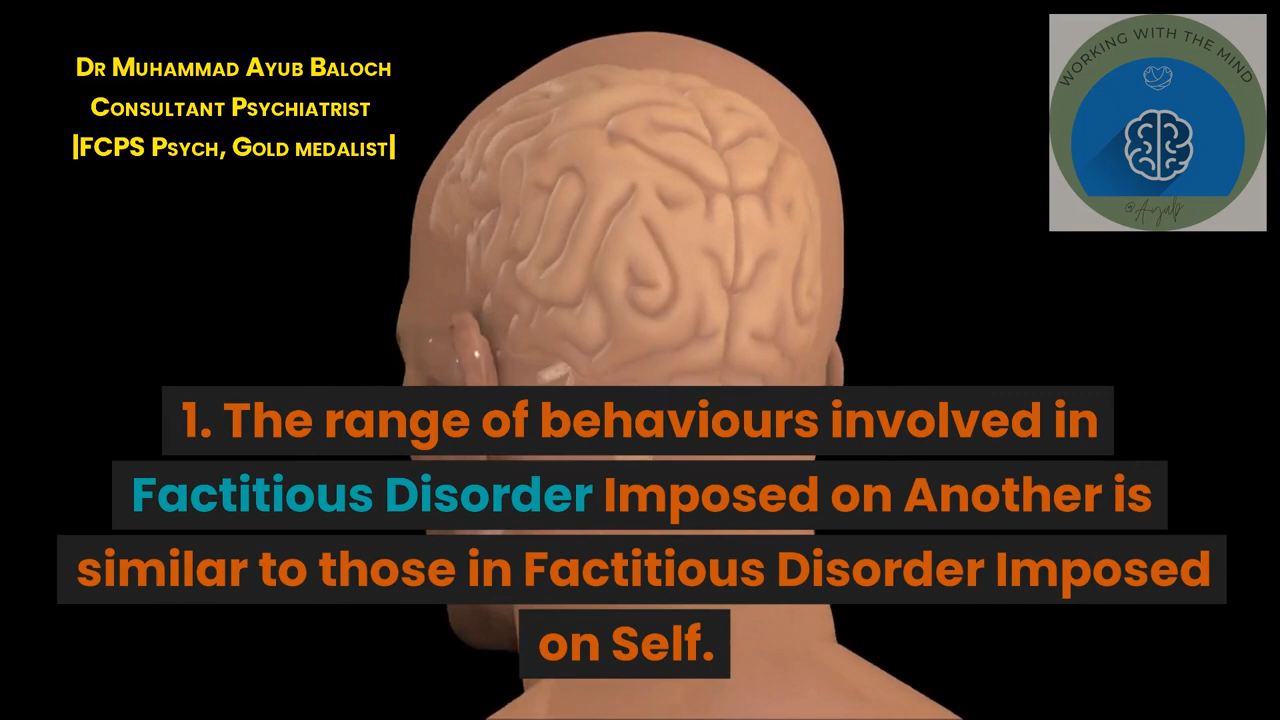 Dr Muhammad Ayub Baloch
Consultant Psychiatrist
|FCPS Psych, Gold medalist|
WORKING WITH THE MIND
@Ayub
1. The range of behaviours involved in
Factitious Disorder Imposed on Another is
similar to those in Factitious Disorder Imposed
on Self.